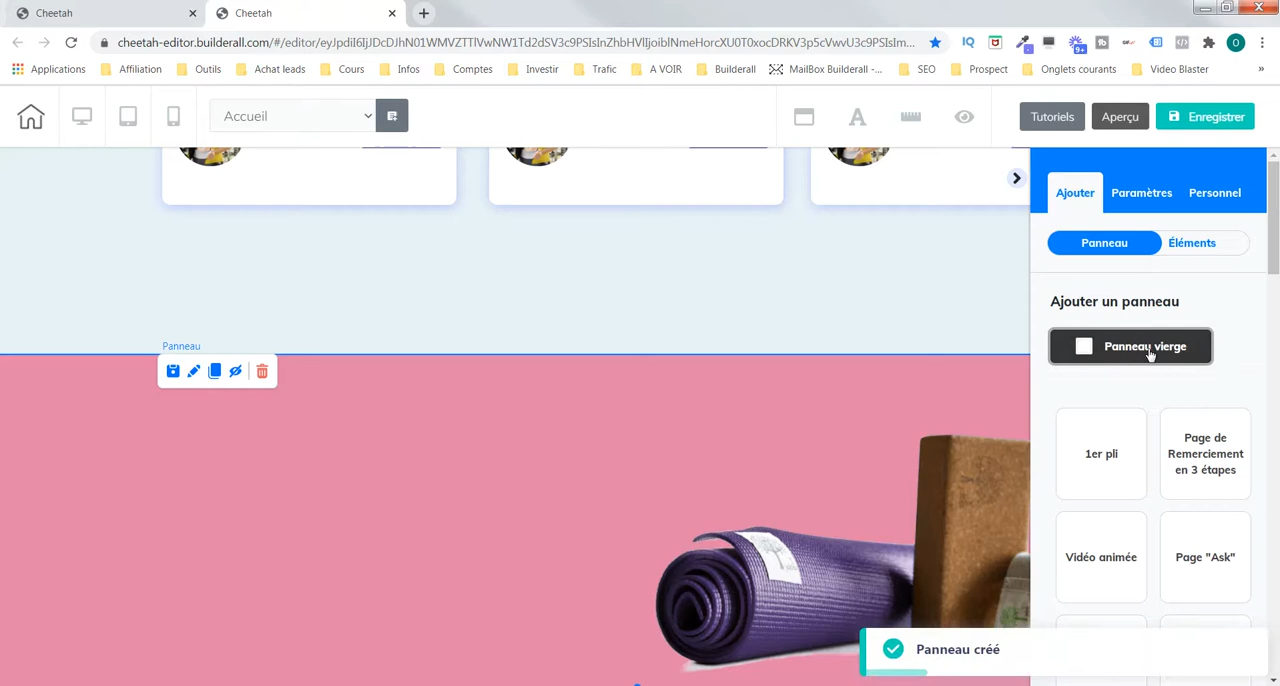 Cheetah
Cheetah
cheetah-editor.builderall.com/#/editor/
Applications
Affiliation
Outils
Achat leads
Cours
Infos
Comptes
Investir
Trafic
A VOIR
Builderall
MailBox Builderall -...
SEO
Prospect
Onglets courants
Video Blaster
»
Accueil
Tutoriels
Aperçu
Enregistrer
Ajouter
Paramètres
Personnel
Panneau
Éléments
Ajouter un panneau
Panneau vierge
Panneau
1er pli
Page de
Remerciement
en 3 étapes
Vidéo animée
Page "Ask"
Panneau créé